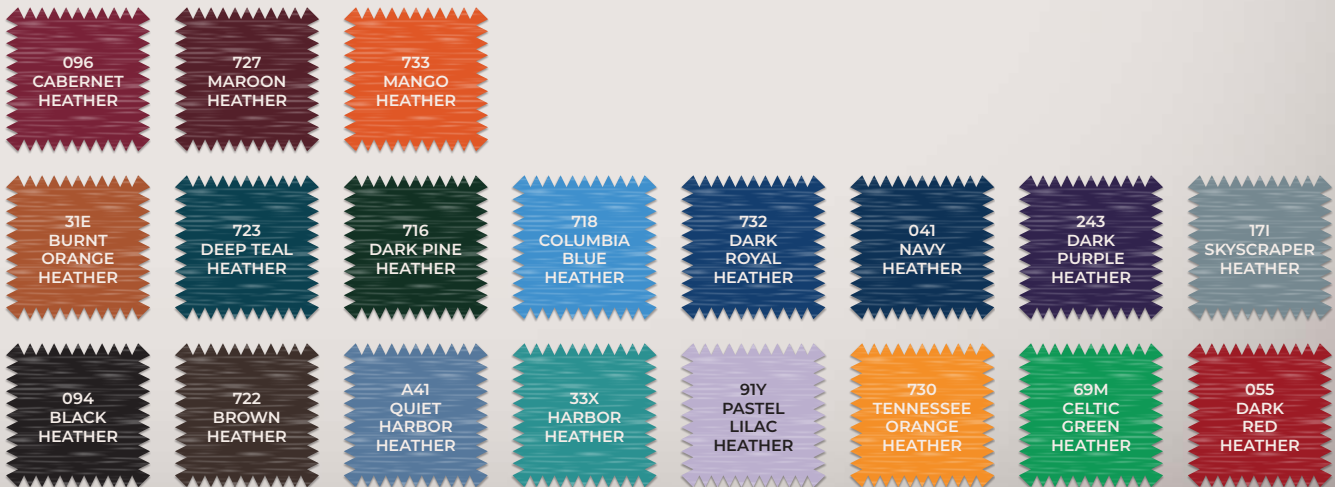 096
CABERNET
HEATHER
727
MAROON
HEATHER
733
MANGO
HEATHER
31E
BURNT
ORANGE
HEATHER
723
DEEP TEAL
HEATHER
716
DARK PINE
HEATHER
718
COLUMBIA
BLUE
HEATHER
732
DARK
ROYAL
HEATHER
041
NAVY
HEATHER
243
DARK
PURPLE
HEATHER
17I
SKYSCRAPER
HEATHER
094
BLACK
HEATHER
722
BROWN
HEATHER
A41
QUIET
HARBOR
HEATHER
33X
HARBOR
HEATHER
91Y
PASTEL
LILAC
HEATHER
730
TENNESSEE
ORANGE
HEATHER
69M
CELTIC
GREEN
HEATHER
055
DARK
RED
HEATHER